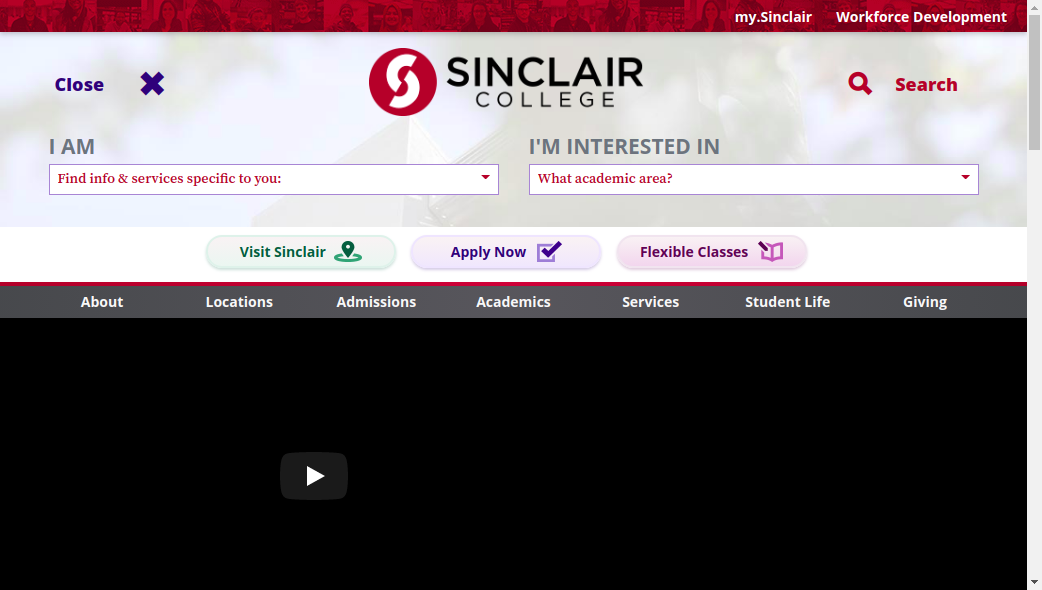 my.Sinclair Workforce Development
Close
SINCLAIR
COLLEGE
Search
I AM
Find info & services specific to you:
I'M INTERESTED IN
What academic area?
Visit Sinclair
Apply Now
Flexible Classes
About Locations Admissions Academics Services Student Life Giving